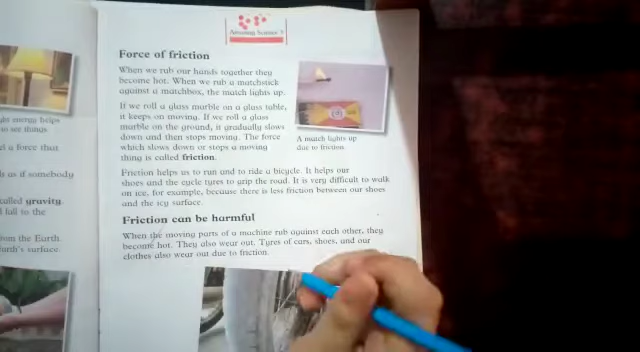 Amazing Science 3
Force of friction
When we rub our hands together they
become hot. When we rub a matchstick
against a matchbox, the match lights up.
If we roll a glass marble on a glass table,
it keeps on moving. If we roll a glass
marble on the ground, it gradually slows
down and then stops moving. The force
which slows down or stops a moving
thing is called friction.
A match lights up
due to friction.
Friction helps us to run and to ride a bicycle. It helps our
shoes and the cycle tyres to grip the road. It is very difficult to walk
on ice, for example, because there is less friction between our shoes
and the icy surface.
Friction can be harmful
When the moving parts of a machine rub against each other, they
become hot. They also wear out. Tyres of cars, shoes, and our
clothes also wear out due to friction.
energy helps
see things.
a force that
as if somebody
called gravity.
fall to the
from the Earth.
Earth's surface.